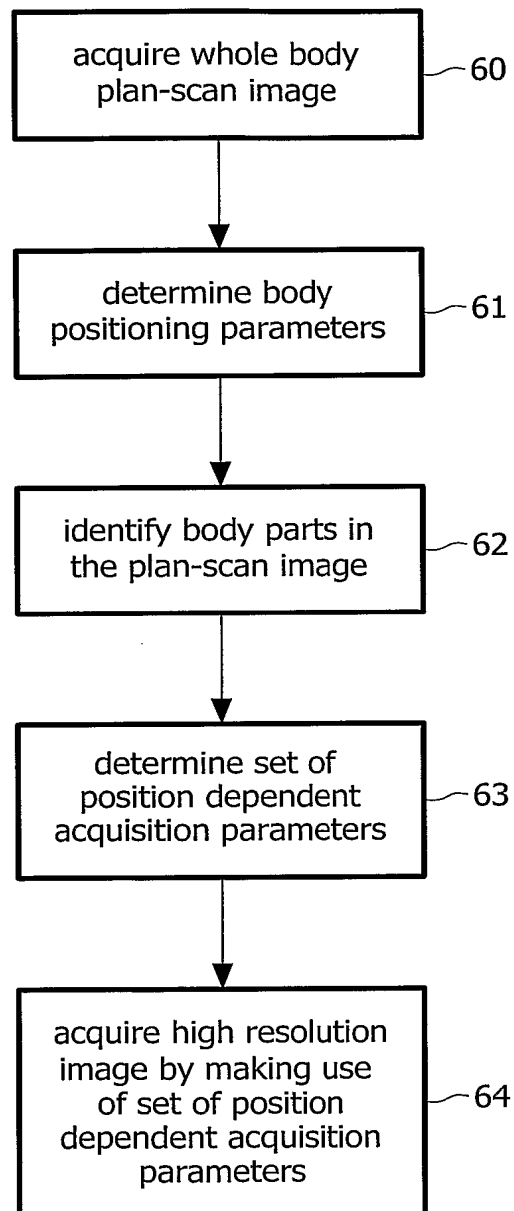 acquire whole body
plan-scan image
60
determine body
positioning parameters
61
identify body parts in
the plan-scan image
62
determine set of
position dependent
acquisition parameters
63
acquire high resolution
image by making use
of set of position
dependent acquisition
parameters
64